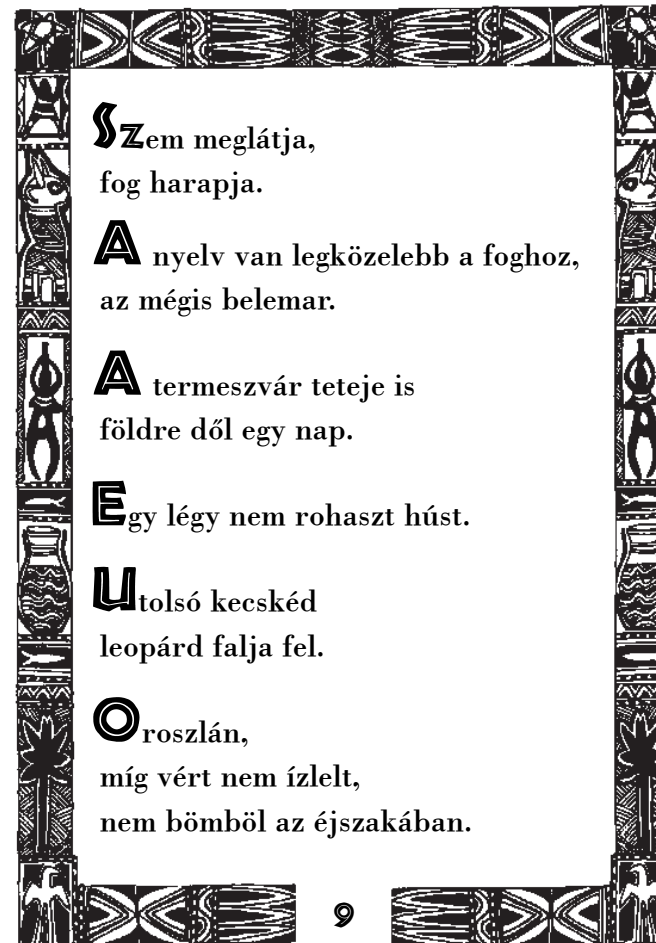 Szem meglátja,
fog harapja.
A nyelv van legközelebb a foghoz,
az mégis belemar.
A termeszvár teteje is
földre dől egy nap.
Egy légy nem rohaszt húst.
Utolsó kecskéd
leopárd falja fel.
Oroszlán,
míg vért nem ízlelt,
nem bömböl az éjszakában.
9